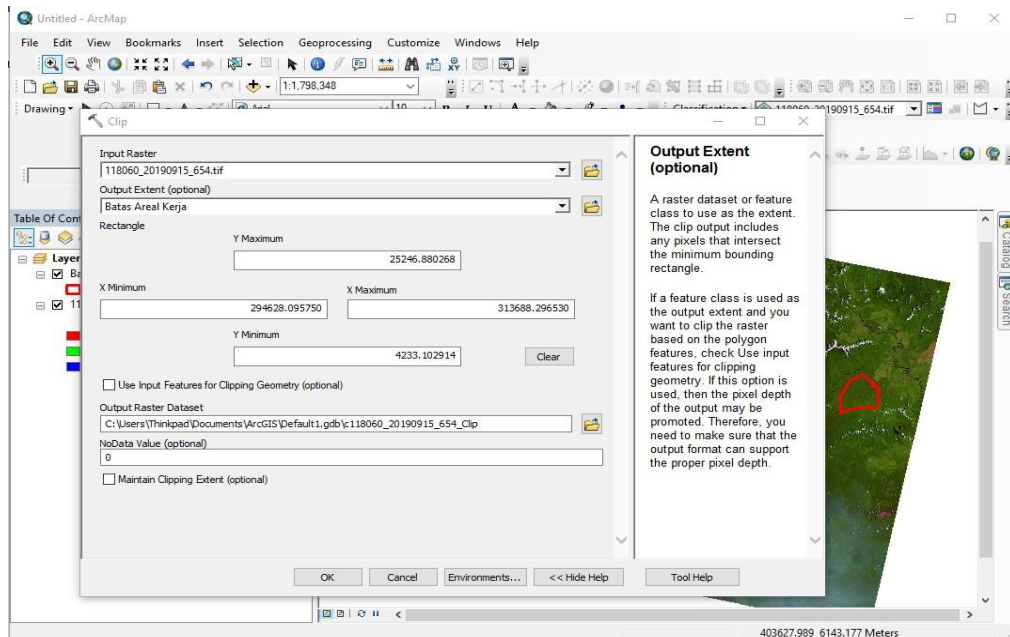 Untitled - ArcMap
File Edit View Bookmarks Insert Selection Geoprocessing Customize Windows Help
1:1,798,348
Drawing
20190915_654.tif
Clip
Input Raster
118060_20190915_654.tif
Output Extent (optional)
Batas Areal Kerja
Rectangle
Y Maximum
25246.880268
X Minimum
X Maximum
294628.095750
313688.296530
Y Minimum
4233.102914
Clear
Use Input Features for Clipping Geometry (optional)
Output Raster Dataset
C:\Users\Thinkpad\Documents\ArcGIS\Default1.gdb\c118060_20190915_654_Clip
NoData Value (optional)
0
Maintain Clipping Extent (optional)
OK Cancel Environments... << Hide Help Tool Help
Output Extent
(optional)
A raster dataset or feature
class to use as the extent.
The clip output includes
any pixels that intersect
the minimum bounding
rectangle.
If a feature class is used as
the output extent and you
want to clip the raster
based on the polygon
features, check Use input
features for clipping
geometry. If this option is
used, then the pixel depth
of the output may be
promoted. Therefore, you
need to make sure that the
output format can support
the proper pixel depth.
Table Of Con
Layer
Ba
11
Catalog
Search
403627.989 6143.177 Meters